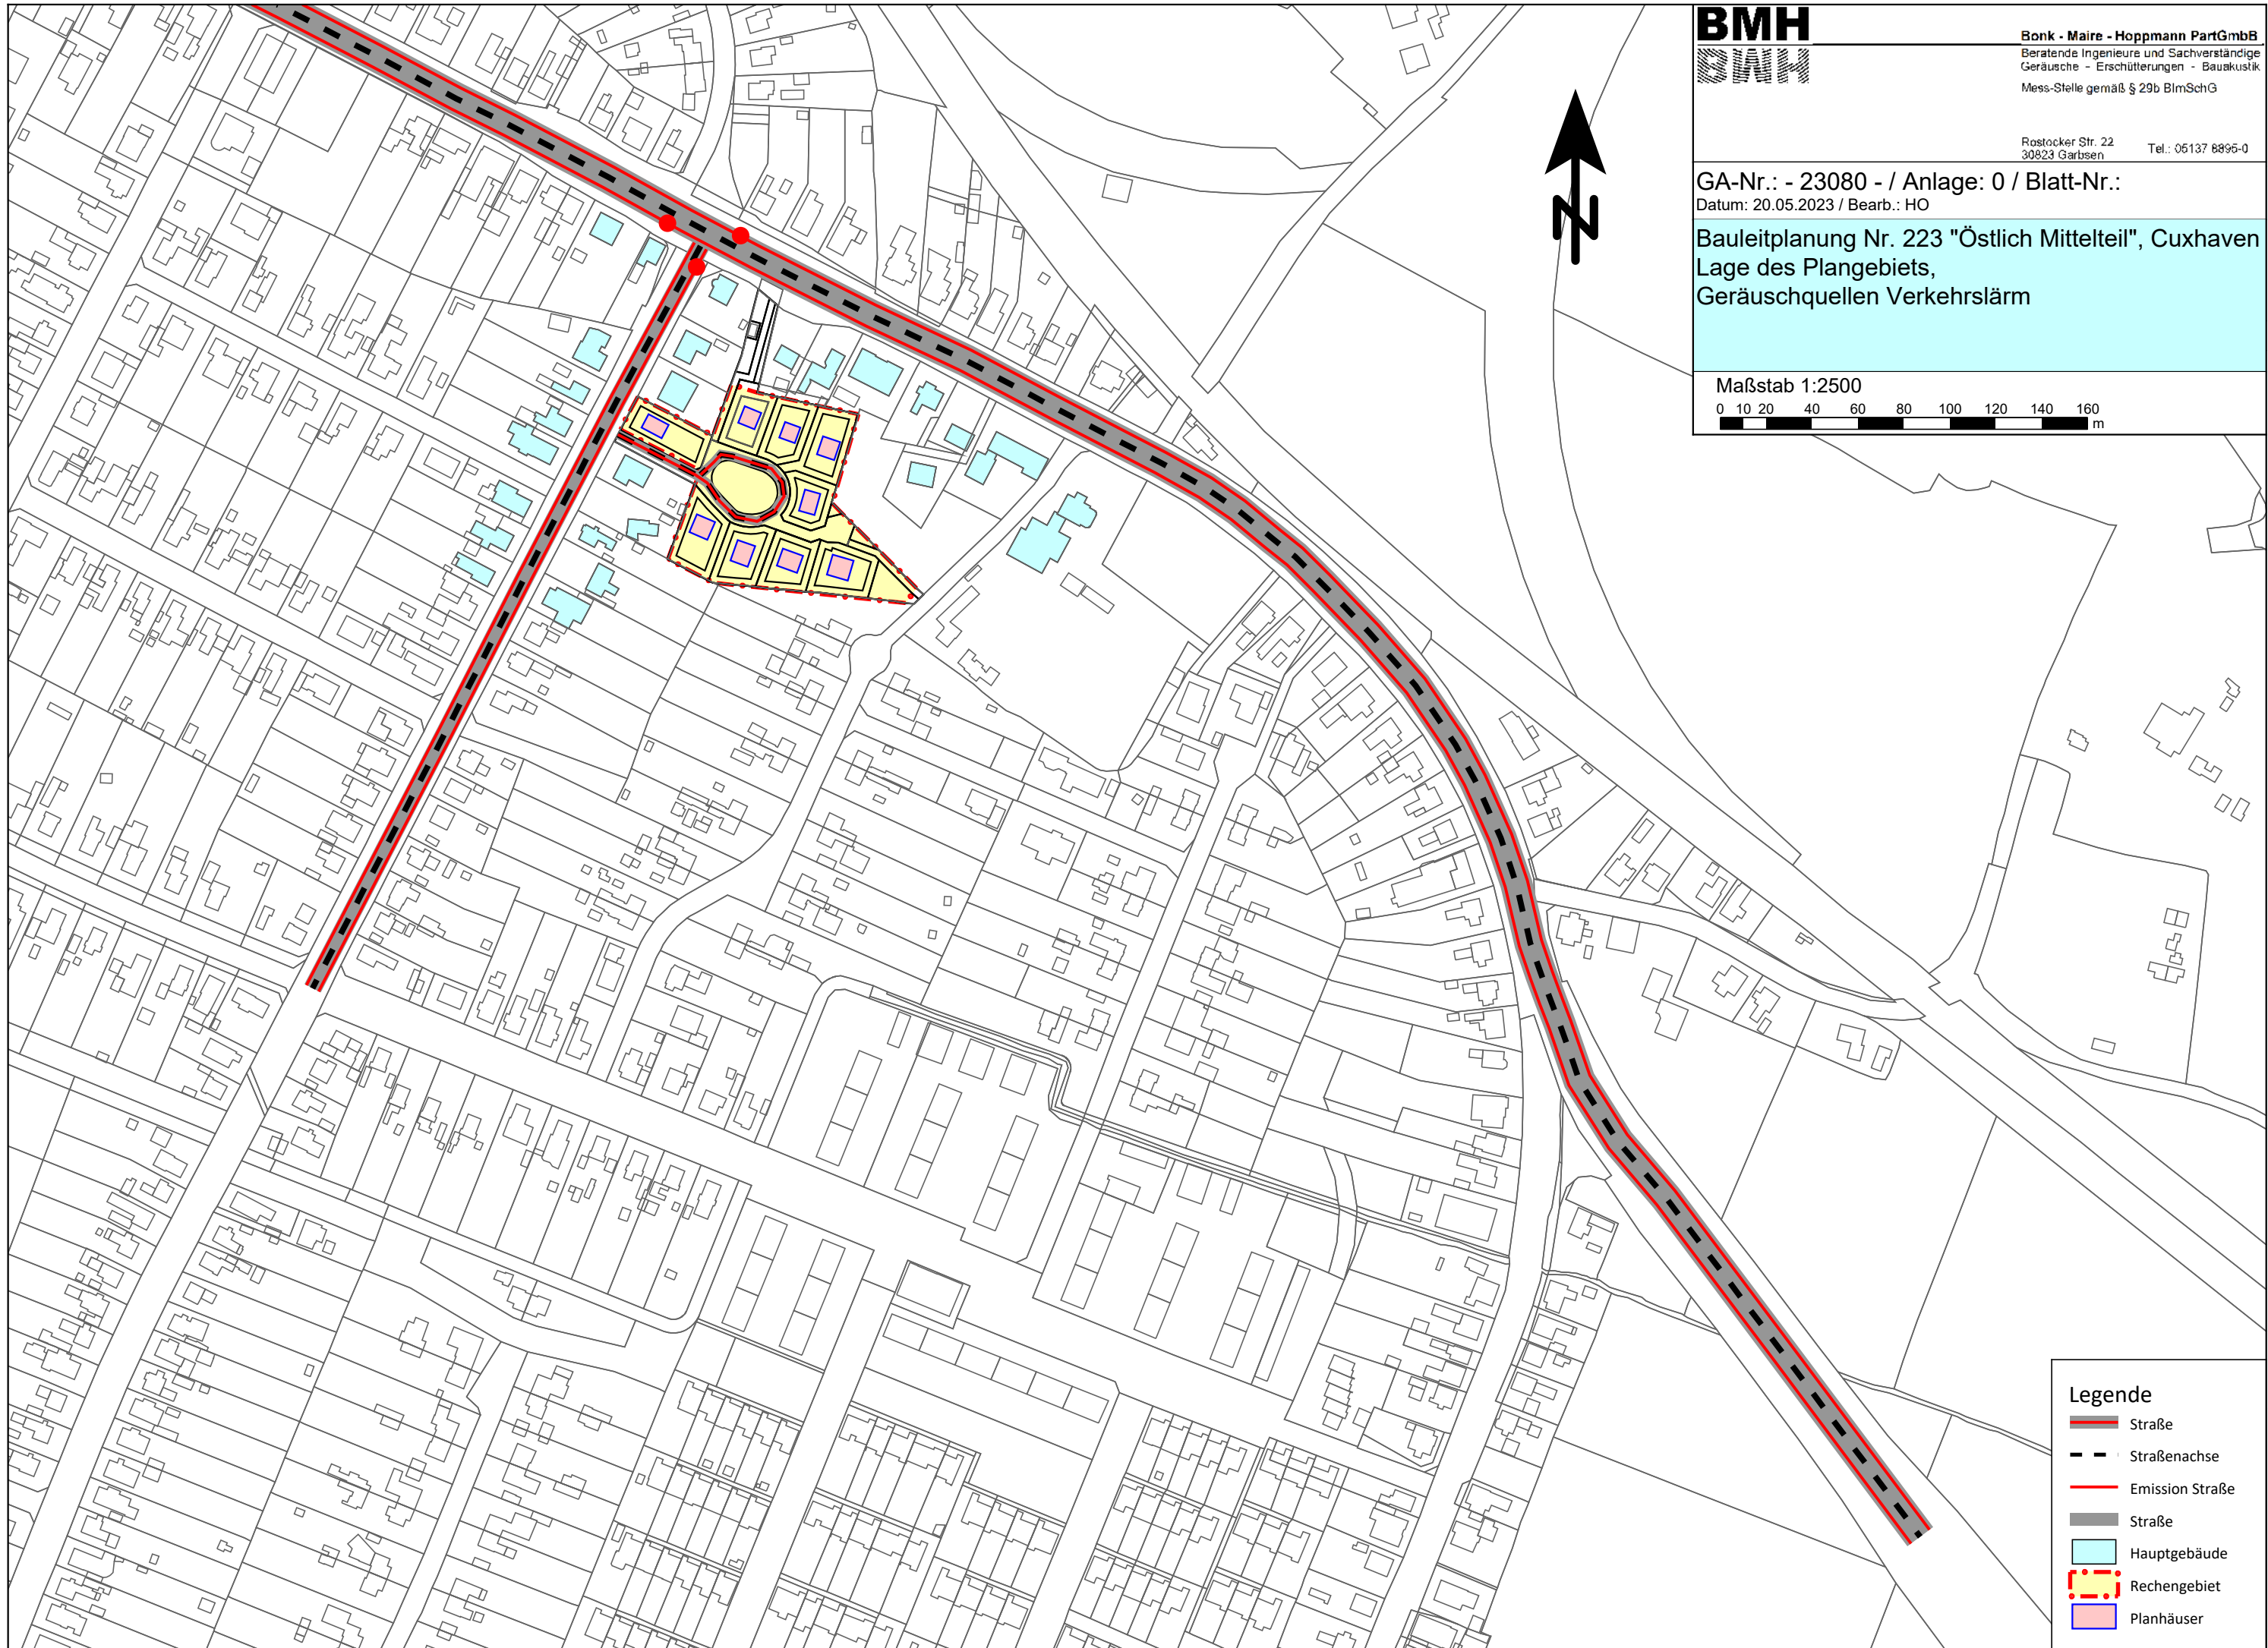 BMH
BMH
Bonk - Maire - Hoppmann PartGmbB
Beratende Ingenieure und Sachverständige
Geräusche - Erschütterungen - Bauakustik
Mess-Stelle gemäß § 29b BImSchG
Rostocker Str. 22
30823 Garbsen
Tel.: 05137 8895-0
GA-Nr.: - 23080 - / Anlage: 0 / Blatt-Nr.:
Datum: 20.05.2023 / Bearb.: HO
Bauleitplanung Nr. 223 "Östlich Mittelteil", Cuxhaven
Lage des Plangebiets,
Geräuschquellen Verkehrslärm
Maßstab 1:2500
0 10 20 40 60 80 100 120 140 160
m
N
Legende
Straße
Straßenachse
Emission Straße
Straße
Hauptgebäude
Rechengebiet
Planhäuser